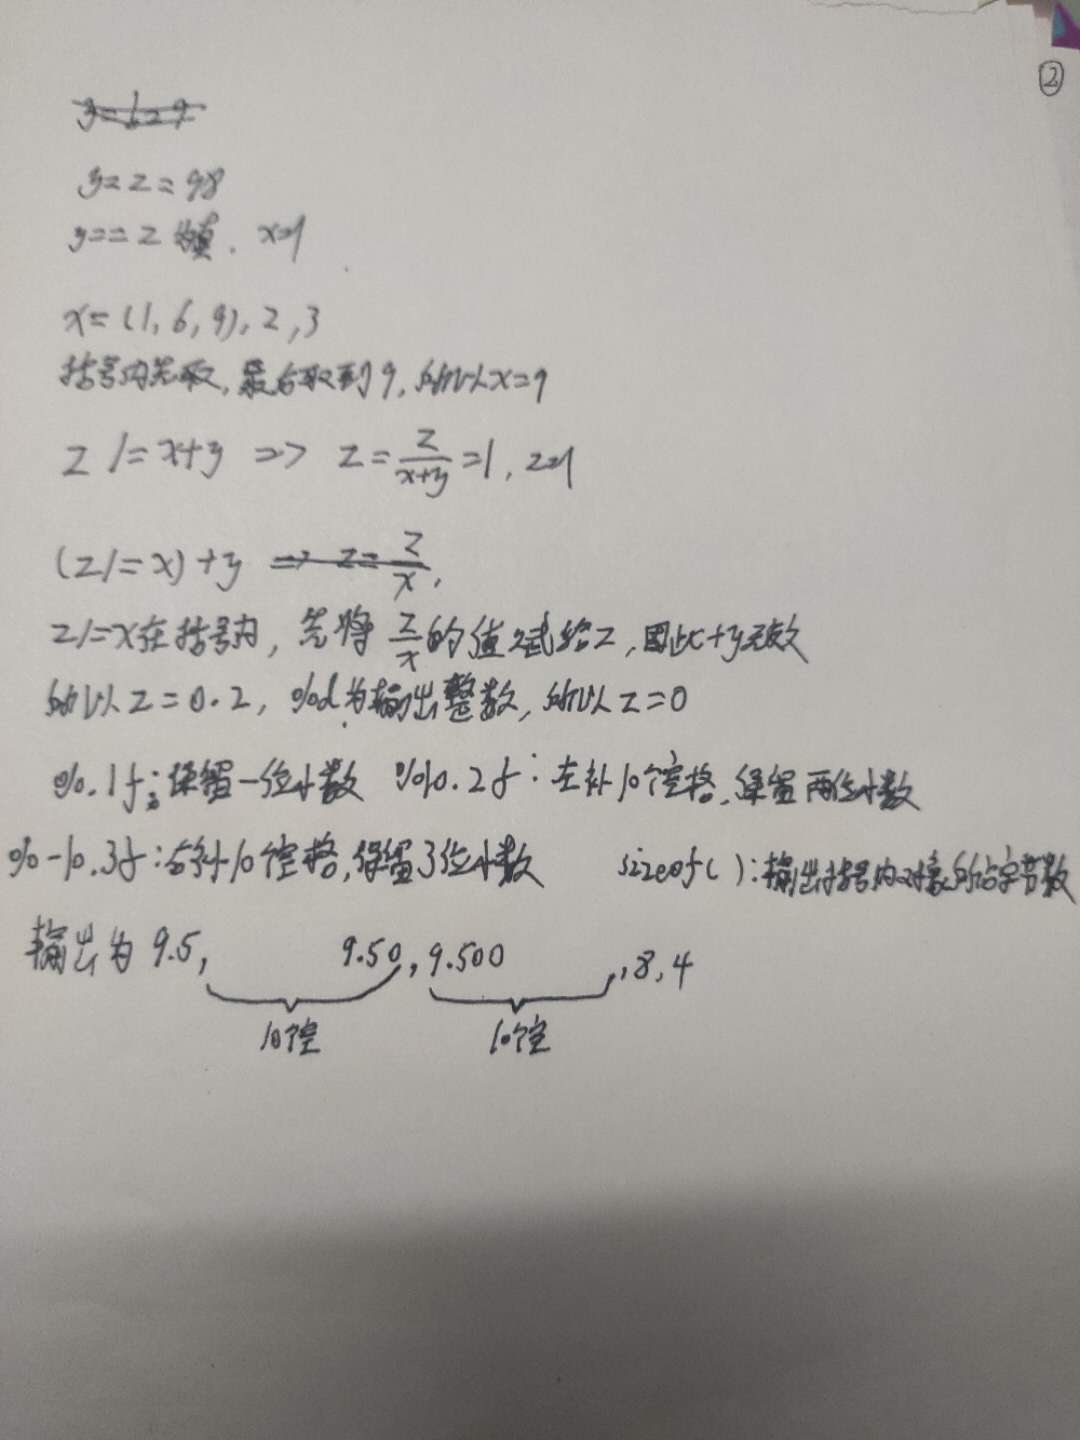 ②
y=z=98
y==z 为真. x=1
x=(1,6,9),2,3
括号内先取,最后取到9,所以x=9
z /=x+y => z=z/(x+y)=1, z=1
(z/=x)+y => z=z/x,
z/=x在括号内, 先将 z/x 的值赋给z,因此+y无效
所以z=0.2, %d为输出整数, 所以z=0
%.1f:保留一位小数 %10.2f:左补10个空格,保留两位小数
%-10.3f:右补10个空格,保留3位小数 sizeof( ):输出括号内对象所占字节数
输出为 9.5, 9.50,9.500 ,8,4
10个空 10个空